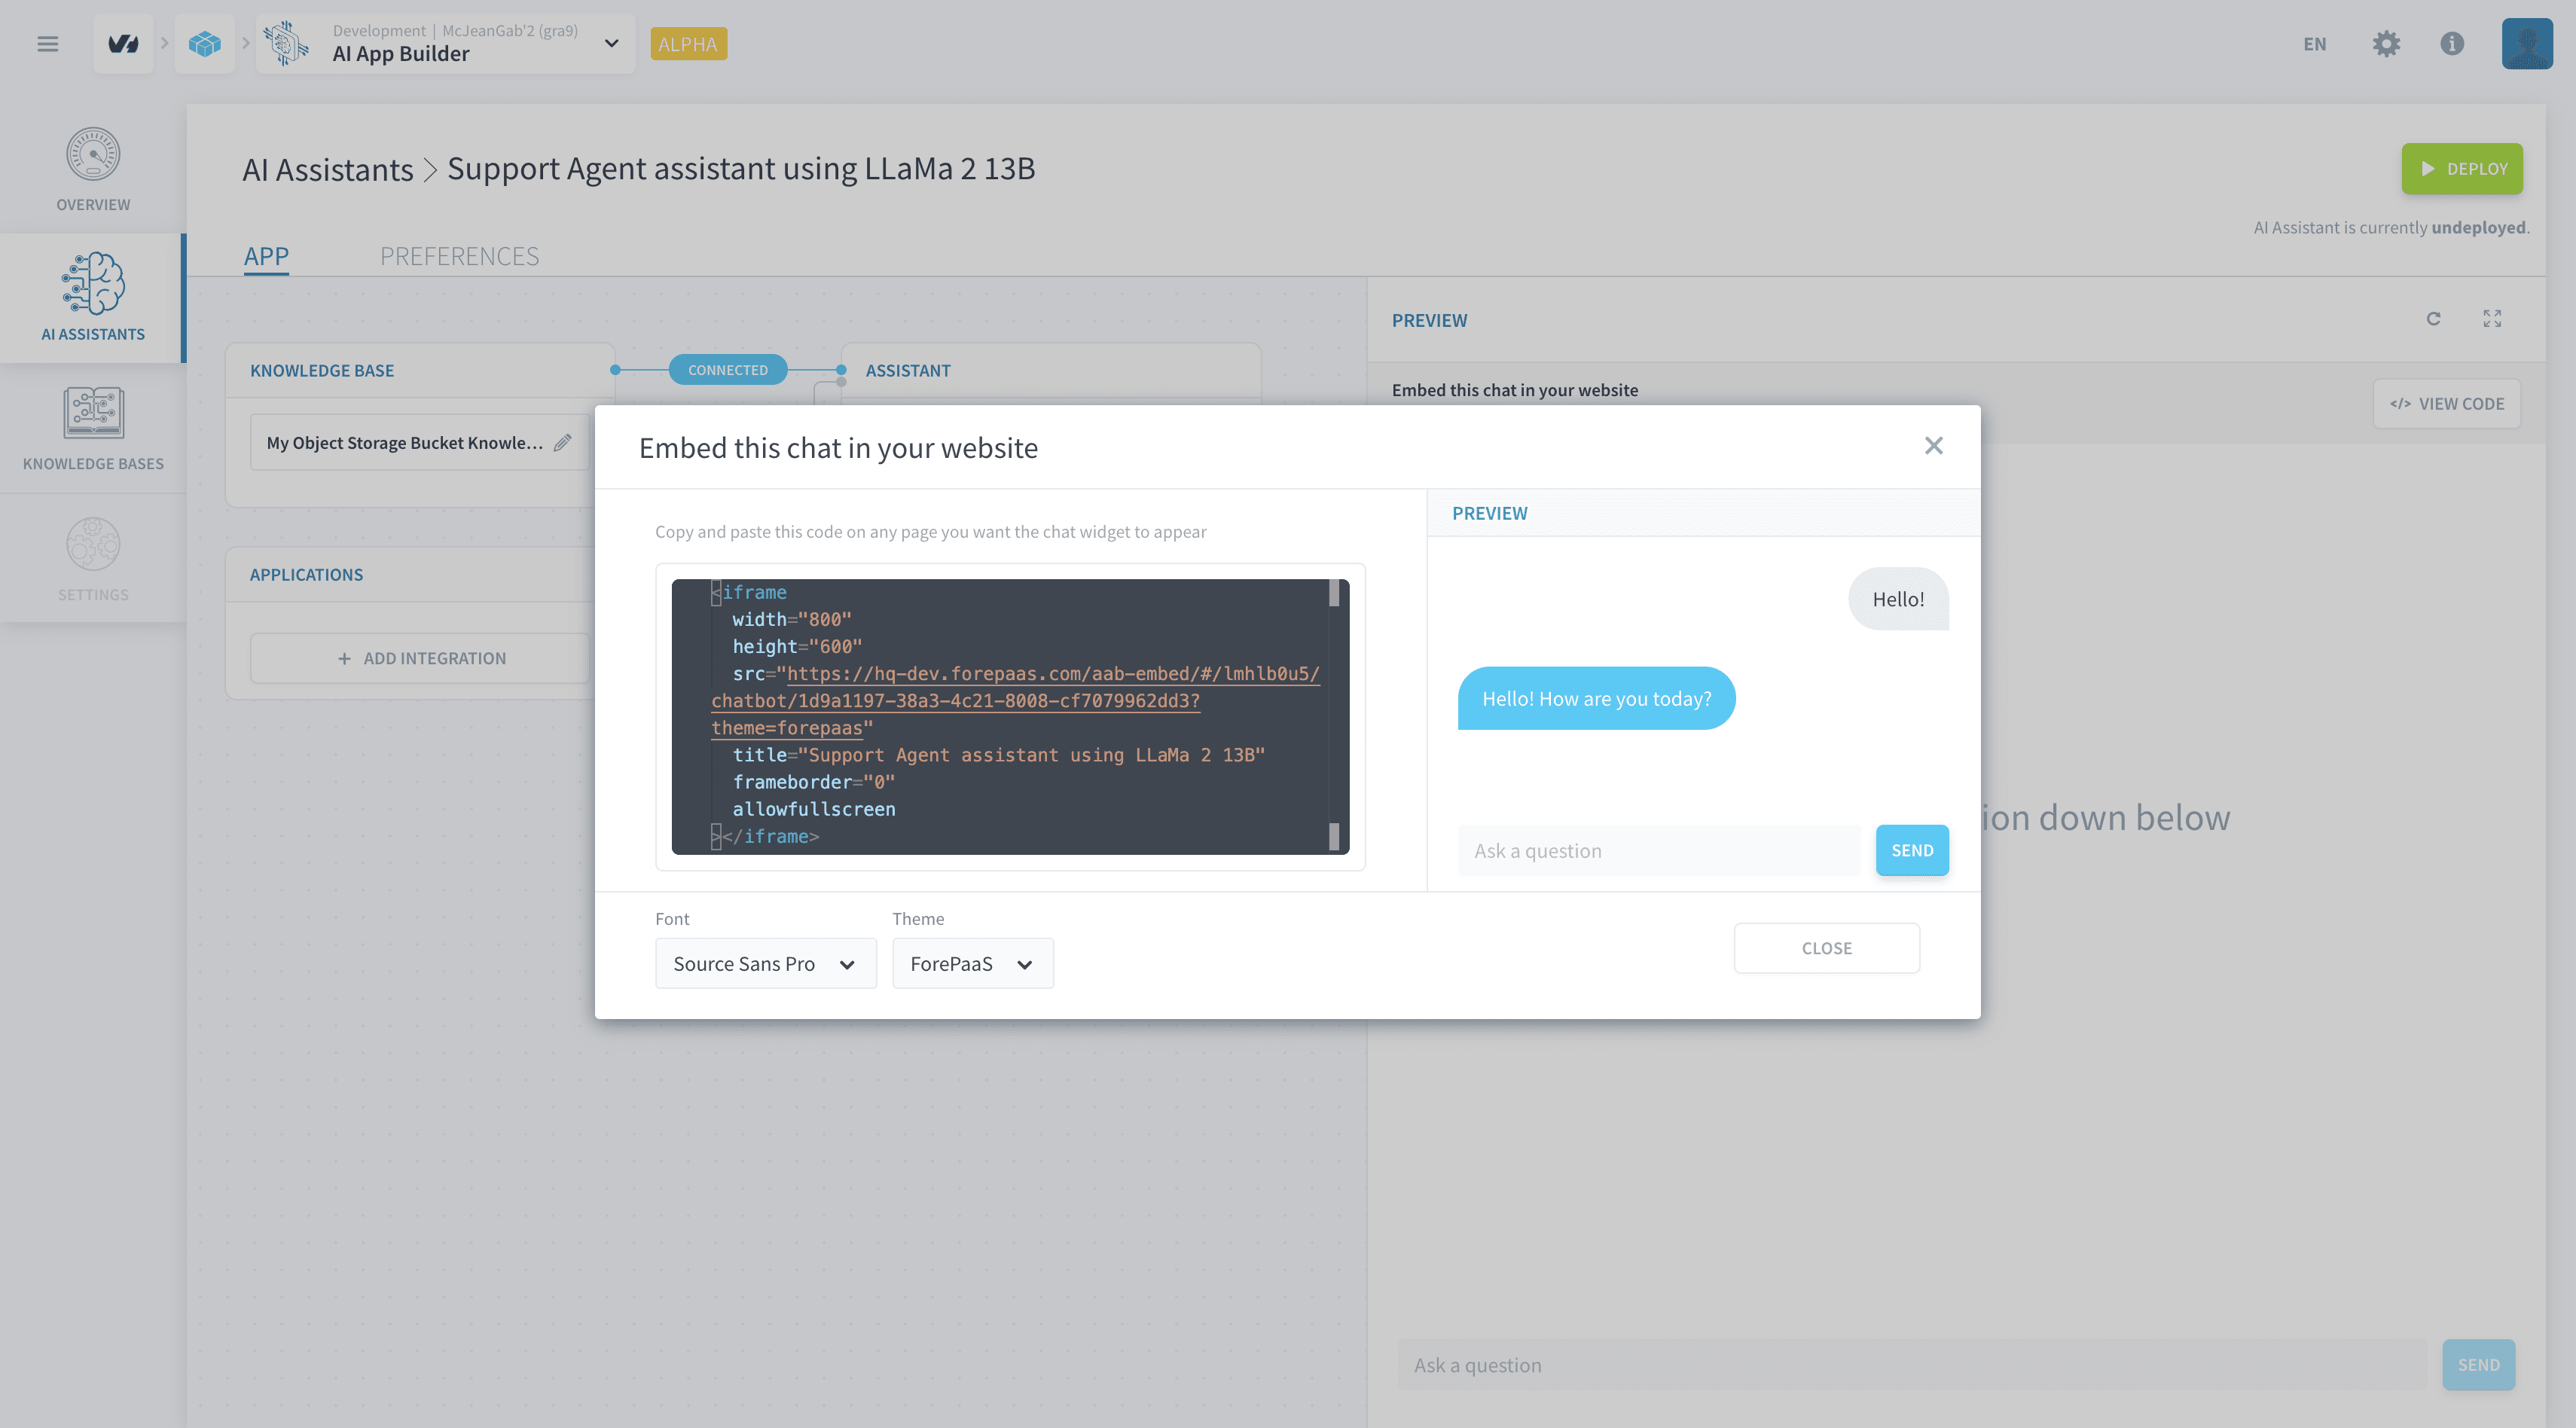 Development | McJeanGab'2 (gra9)
AI App Builder
ALPHA
EN
OVERVIEW
AI ASSISTANTS
KNOWLEDGE BASES
SETTINGS
AI Assistants > Support Agent assistant using LLaMa 2 13B
DEPLOY
AI Assistant is currently undeployed.
APP
PREFERENCES
KNOWLEDGE BASE
CONNECTED
ASSISTANT
My Object Storage Bucket Knowle...
APPLICATIONS
+ ADD INTEGRATION
PREVIEW
Embed this chat in your website
</> VIEW CODE
ion down below
Ask a question
SEND
Embed this chat in your website
Copy and paste this code on any page you want the chat widget to appear
<iframe
width="800"
height="600"
src="https://hq-dev.forepaas.com/aab-embed/#/lmhlb0u5/
chatbot/1d9a1197-38a3-4c21-8008-cf7079962dd3?
theme=forepaas"
title="Support Agent assistant using LLaMa 2 13B"
frameborder="0"
allowfullscreen
></iframe>
PREVIEW
Hello!
Hello! How are you today?
Ask a question
SEND
Font
Theme
Source Sans Pro
ForePaaS
CLOSE